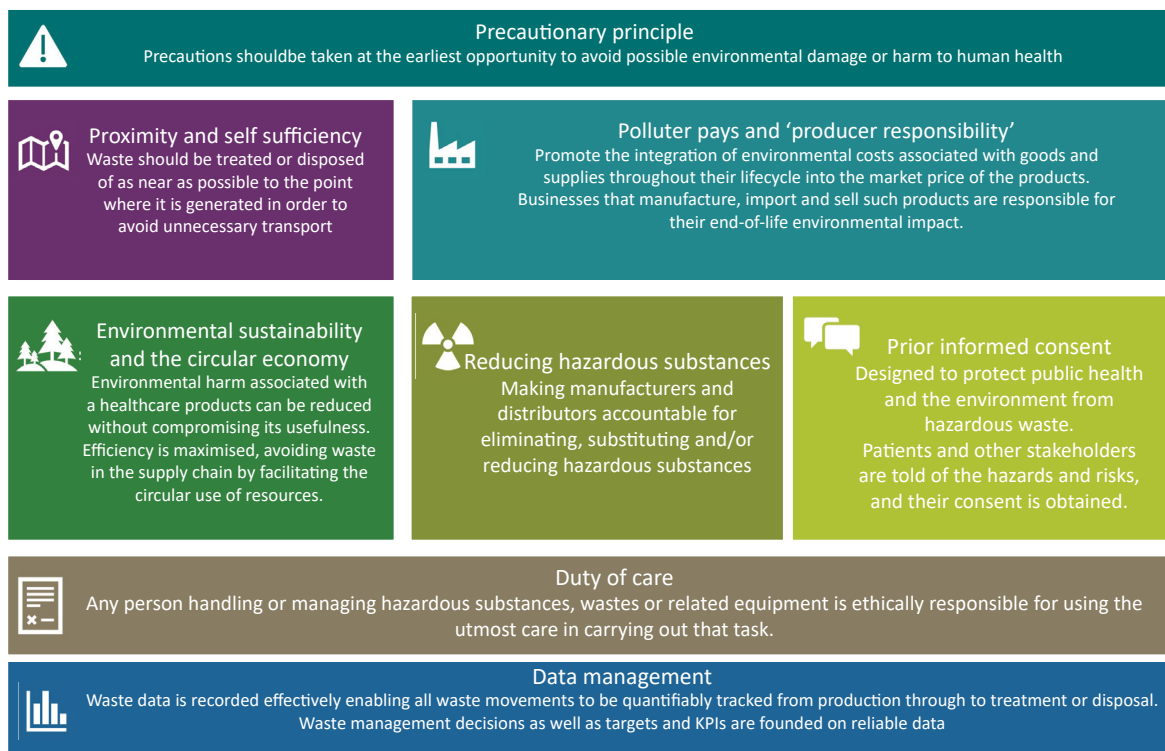 Precautionary principle
Precautions shouldbe taken at the earliest opportunity to avoid possible environmental damage or harm to human health
Proximity and self sufficiency
Waste should be treated or disposed
of as near as possible to the point
where it is generated in order to
avoid unnecessary transport
Polluter pays and ‘producer responsibility’
Promote the integration of environmental costs associated with goods and
supplies throughout their lifecycle into the market price of the products.
Businesses that manufacture, import and sell such products are responsible for
their end-of-life environmental impact.
Environmental sustainability
and the circular economy
Environmental harm associated with
a healthcare products can be reduced
without compromising its usefulness.
Efficiency is maximised, avoiding waste
in the supply chain by facilitating the
circular use of resources.
Reducing hazardous substances
Making manufacturers and
distributors accountable for
eliminating, substituting and/or
reducing hazardous substances
Prior informed consent
Designed to protect public health
and the environment from
hazardous waste.
Patients and other stakeholders
are told of the hazards and risks,
and their consent is obtained.
Duty of care
Any person handling or managing hazardous substances, wastes or related equipment is ethically responsible for using the
utmost care in carrying out that task.
Data management
Waste data is recorded effectively enabling all waste movements to be quantifiably tracked from production through to treatment or disposal.
Waste management decisions as well as targets and KPIs are founded on reliable data